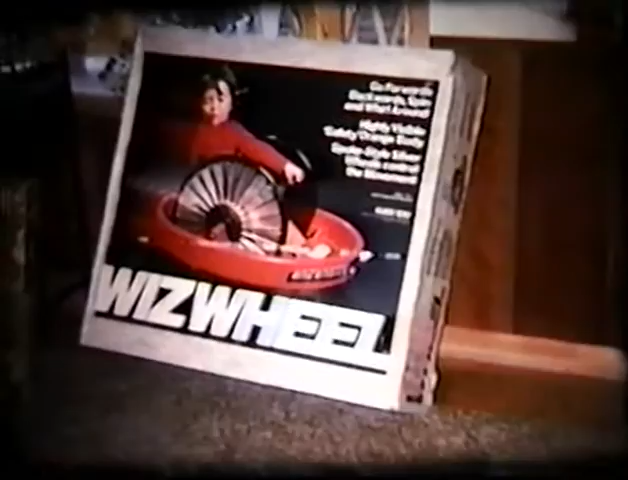 Go Forwards
Backwards, Spin
and Whirl Around
Highly Visible
Safety Orange Body
Spoke-Style Silver
Wheels control
the Movement
WIZWHEEL